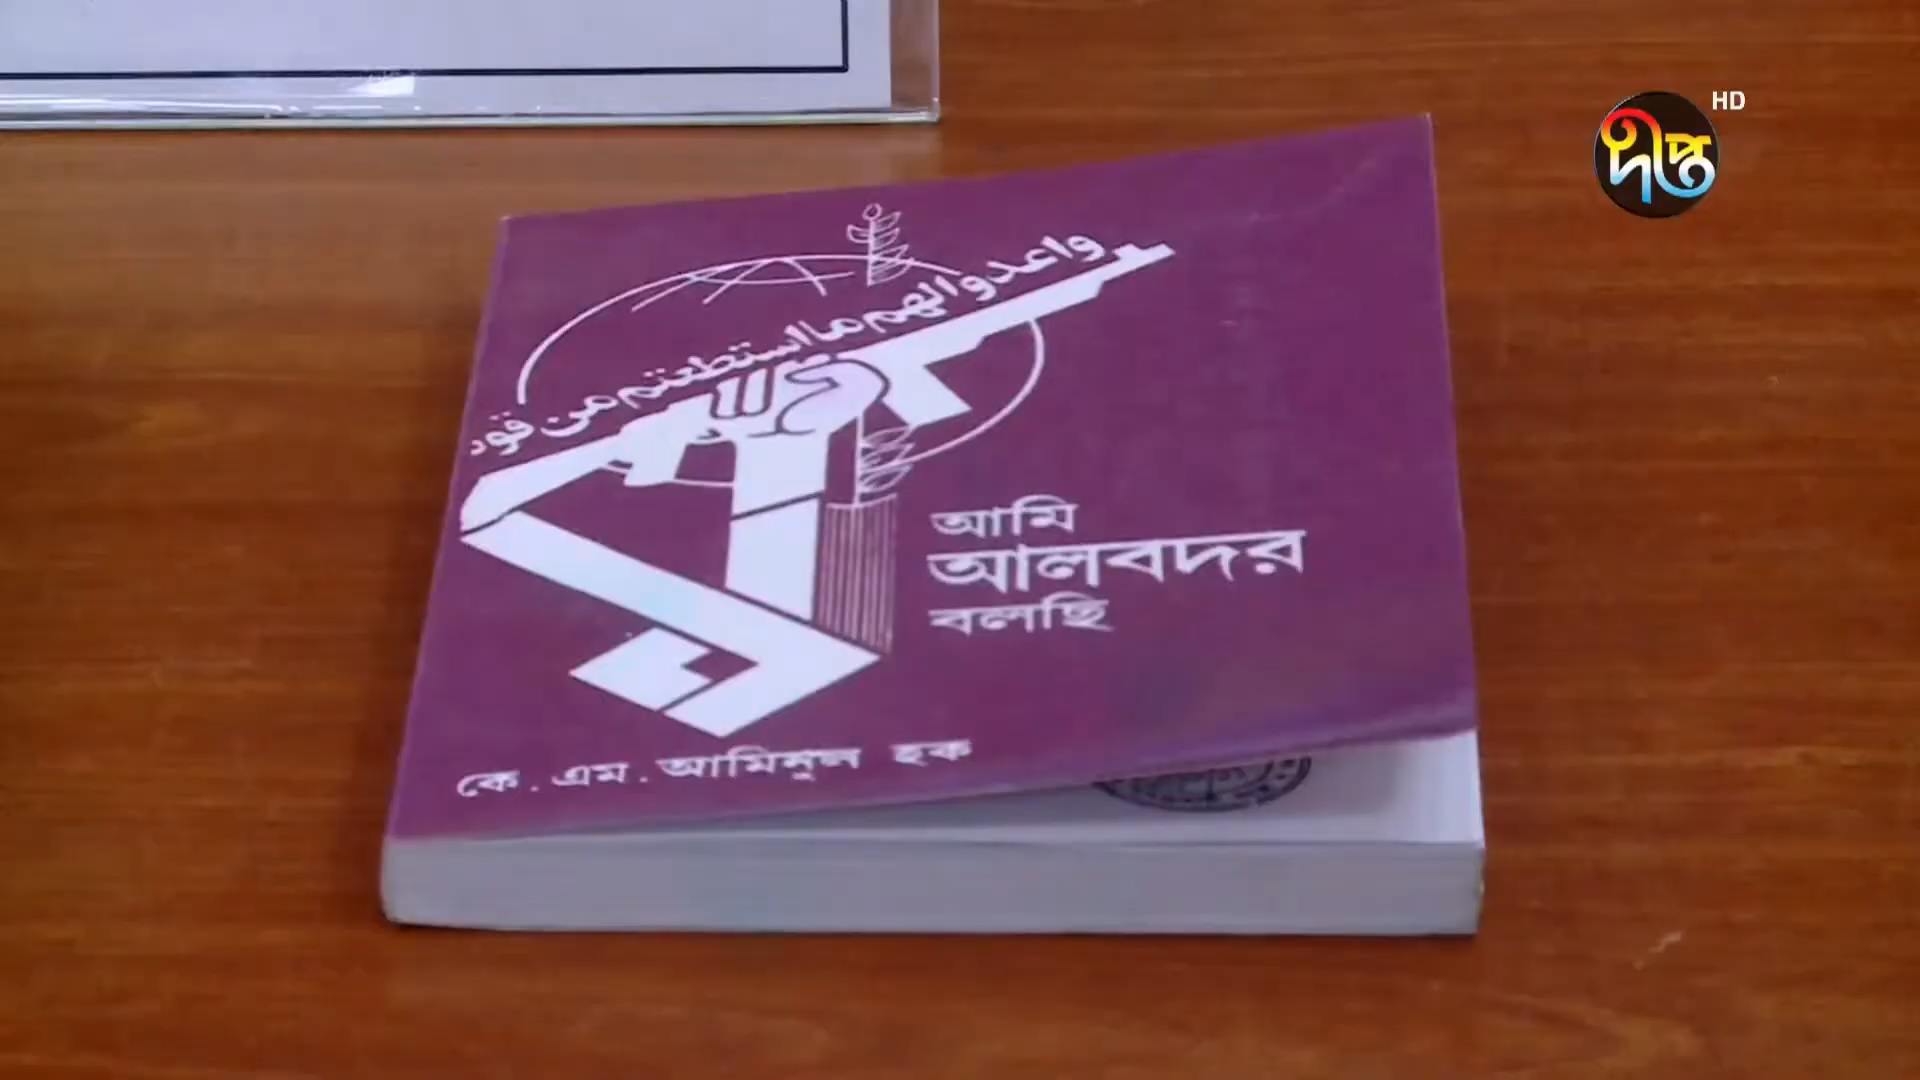 HD
দীপ্ত
واعدوا لهم ما استطعتم من قوة
আমি
আলবদর
বলছি
কে. এম. আমিনুল হক